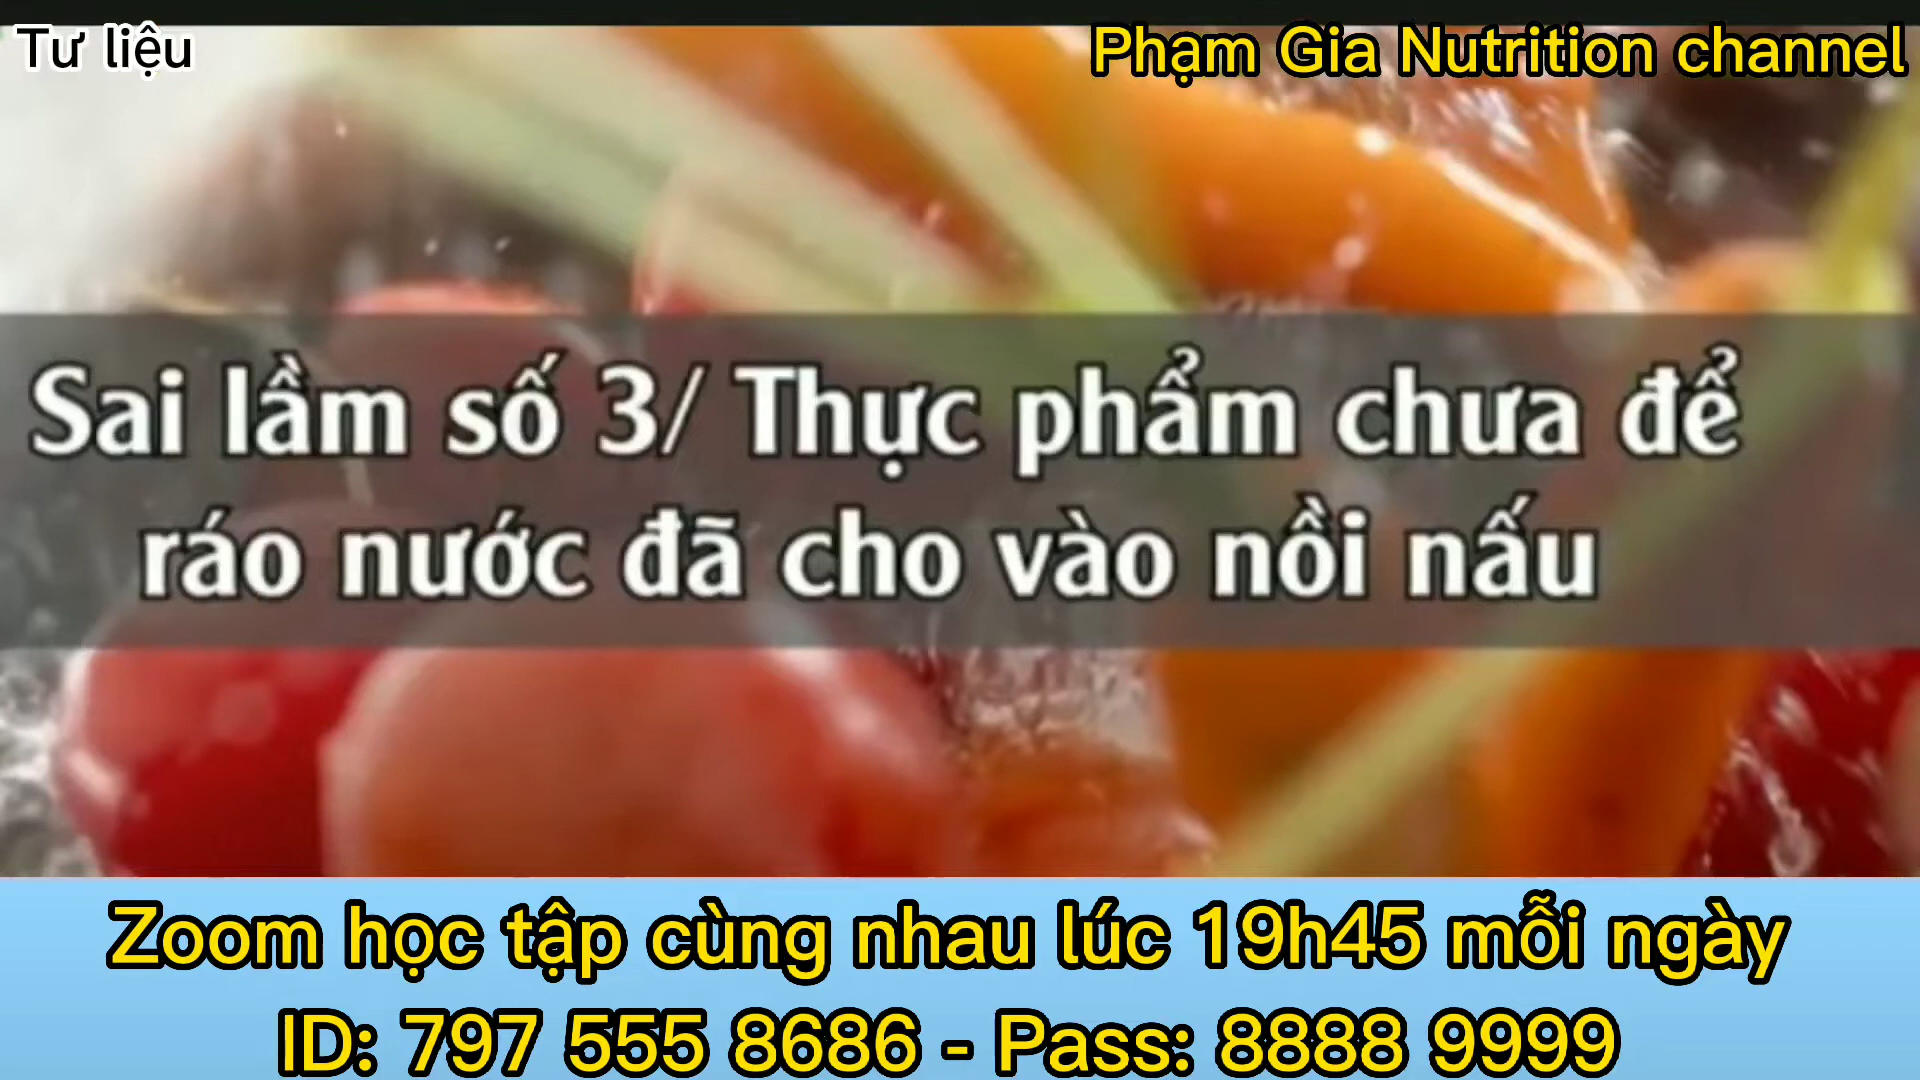 Tư liệu
Phạm Gia Nutrition channel
Sai lầm số 3/ Thực phẩm chưa để
ráo nước đã cho vào nồi nấu
Zoom học tập cùng nhau lúc 19h45 mỗi ngày
ID: 797 555 8686 - Pass: 8888 9999